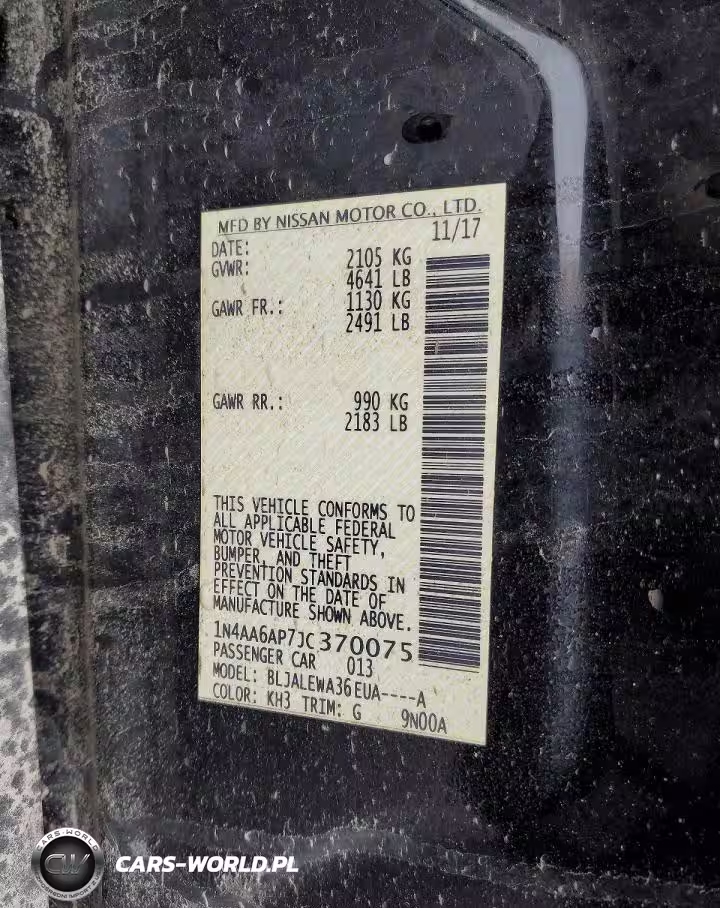 MFD BY NISSAN MOTOR CO., LTD.
DATE: 11/17
GVWR: 2105 KG
4641 LB
GAWR FR.: 1130 KG
2491 LB
GAWR RR.: 990 KG
2183 LB
THIS VEHICLE CONFORMS TO
ALL APPLICABLE FEDERAL
MOTOR VEHICLE SAFETY,
BUMPER, AND THEFT
PREVENTION STANDARDS IN
EFFECT ON THE DATE OF
MANUFACTURE SHOWN ABOVE.
1N4AA6AP7JC370075
PASSENGER CAR 013
MODEL: BLJALEWA36EUA----A
COLOR: KH3 TRIM: G 9N00A
CARS-WORLD
CW
CARS-WORLD.PL